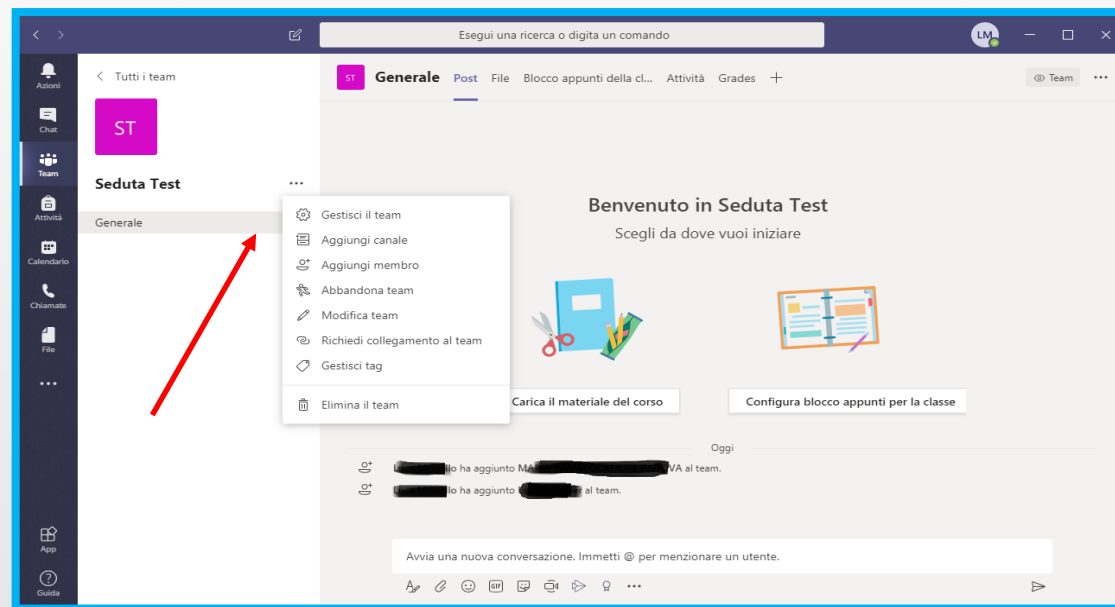 Esegui una ricerca o digita un comando
LM
Azioni
Chat
Team
Attività
Calendario
Chiamate
File
App
Guida
Tutti i team
ST
Seduta Test
Generale
Gestisci il team
Aggiungi canale
Aggiungi membro
Abbandona team
Modifica team
Richiedi collegamento al team
Gestisci tag
Elimina il team
ST Generale Post File Blocco appunti della cl... Attività Grades
Team
Benvenuto in Seduta Test
Scegli da dove vuoi iniziare
Carica il materiale del corso
Configura blocco appunti per la classe
Oggi
ha aggiunto al team.
ha aggiunto al team.
Avvia una nuova conversazione. Immetti @ per menzionare un utente.
GIF